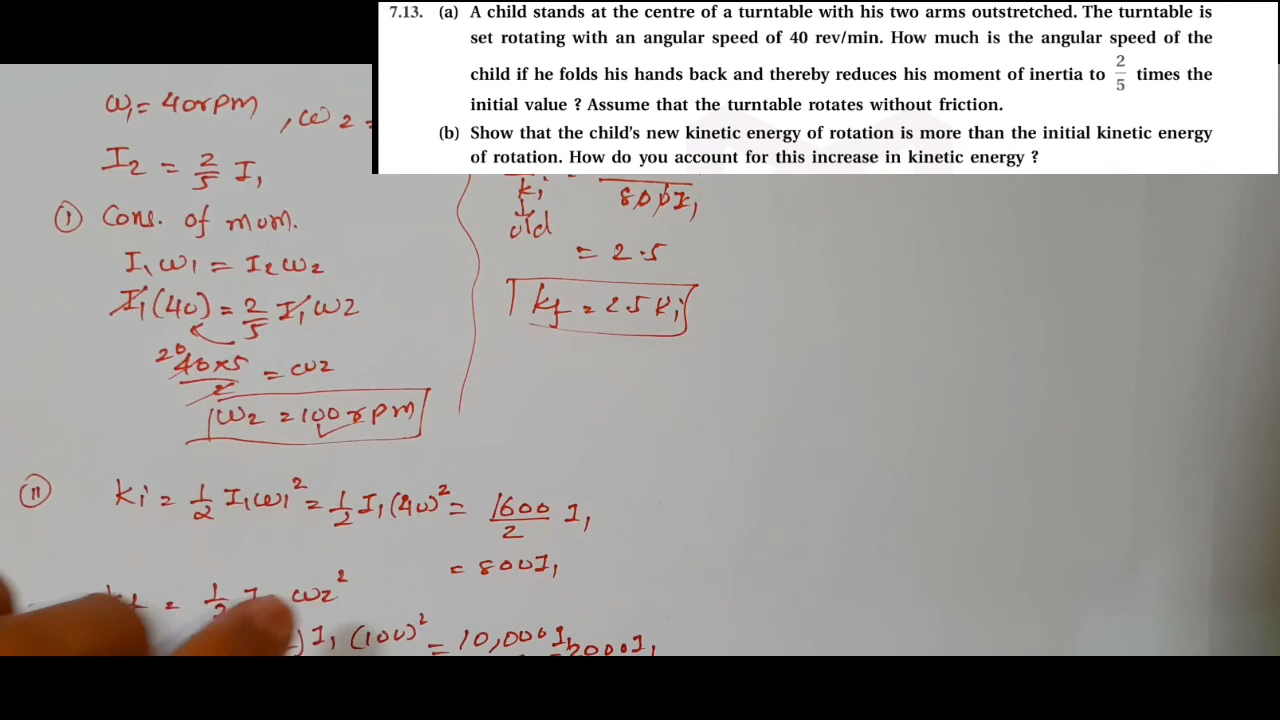 7.13. (a) A child stands at the centre of a turntable with his two arms outstretched. The turntable is
set rotating with an angular speed of 40 rev/min. How much is the angular speed of the
child if he folds his hands back and thereby reduces his moment of inertia to 2/5 times the
initial value ? Assume that the turntable rotates without friction.
(b) Show that the child's new kinetic energy of rotation is more than the initial kinetic energy
of rotation. How do you account for this increase in kinetic energy ?
ω₁ = 40 rpm , ω₂ =
I₂ = 2/5 I₁
① Cons. of mom.
I₁ω₁ = I₂ω₂
I₁(40) = 2/5 I₁ω2
20 40×5/2 = ω2
ω₂ = 100 rpm
ⓘⓘ Ki = 1/2 I₁ω₁² = 1/2 I₁(40)² = 1600/2 I₁
= 800I₁
= 1/2 ω2²
I₁ (100)² = 10,000I₁
2000I₁
Ki
800I₁
old
= 2.5
Kf = 2.5 Ki